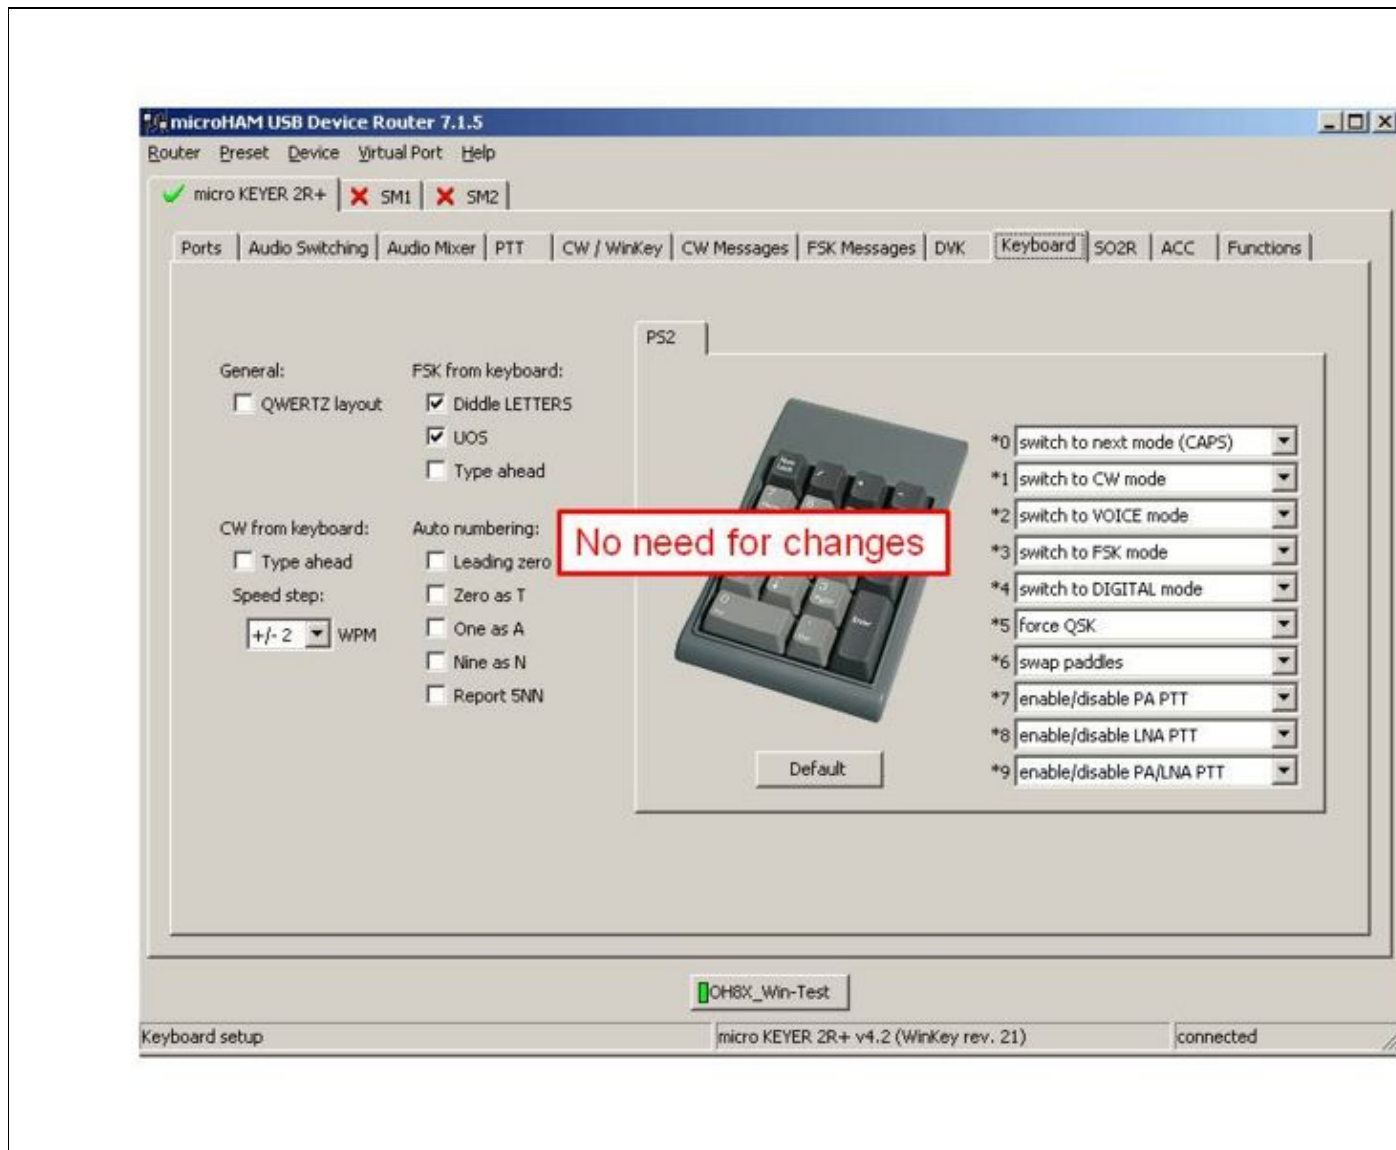 microHAM USB Device Router 7.1.5
Router Preset Device Virtual Port Help
micro KEYER 2R+ SM1 SM2
Ports Audio Switching Audio Mixer PTT CW / WinKey CW Messages FSK Messages DVK Keyboard SO2R ACC Functions
PS2
General: FSK from keyboard:
QWERTZ layout Diddle LETTERS
UOS
Type ahead
CW from keyboard: Auto numbering:
Type ahead Leading zero
Speed step: Zero as T
+/- 2 WPM One as A
Nine as N
Report 5NN
No need for changes
*0 switch to next mode (CAPS)
*1 switch to CW mode
*2 switch to VOICE mode
*3 switch to FSK mode
*4 switch to DIGITAL mode
*5 force QSK
*6 swap paddles
*7 enable/disable PA PTT
*8 enable/disable LNA PTT
*9 enable/disable PA/LNA PTT
Default
OH8X_Win-Test
Keyboard setup micro KEYER 2R+ v4.2 (WinKey rev. 21) connected